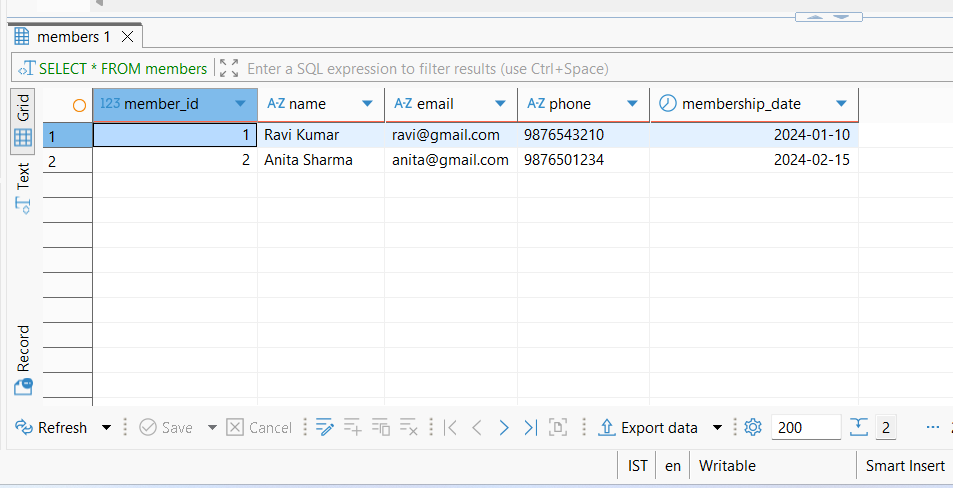 members 1
SELECT * FROM members Enter a SQL expression to filter results (use Ctrl+Space)
Grid
Text
Record
123 member_id A-Z name A-Z email A-Z phone membership_date
1 1 Ravi Kumar ravi@gmail.com 9876543210 2024-01-10
2 2 Anita Sharma anita@gmail.com 9876501234 2024-02-15
Refresh Save Cancel Export data 200 2 ...
IST en Writable Smart Insert